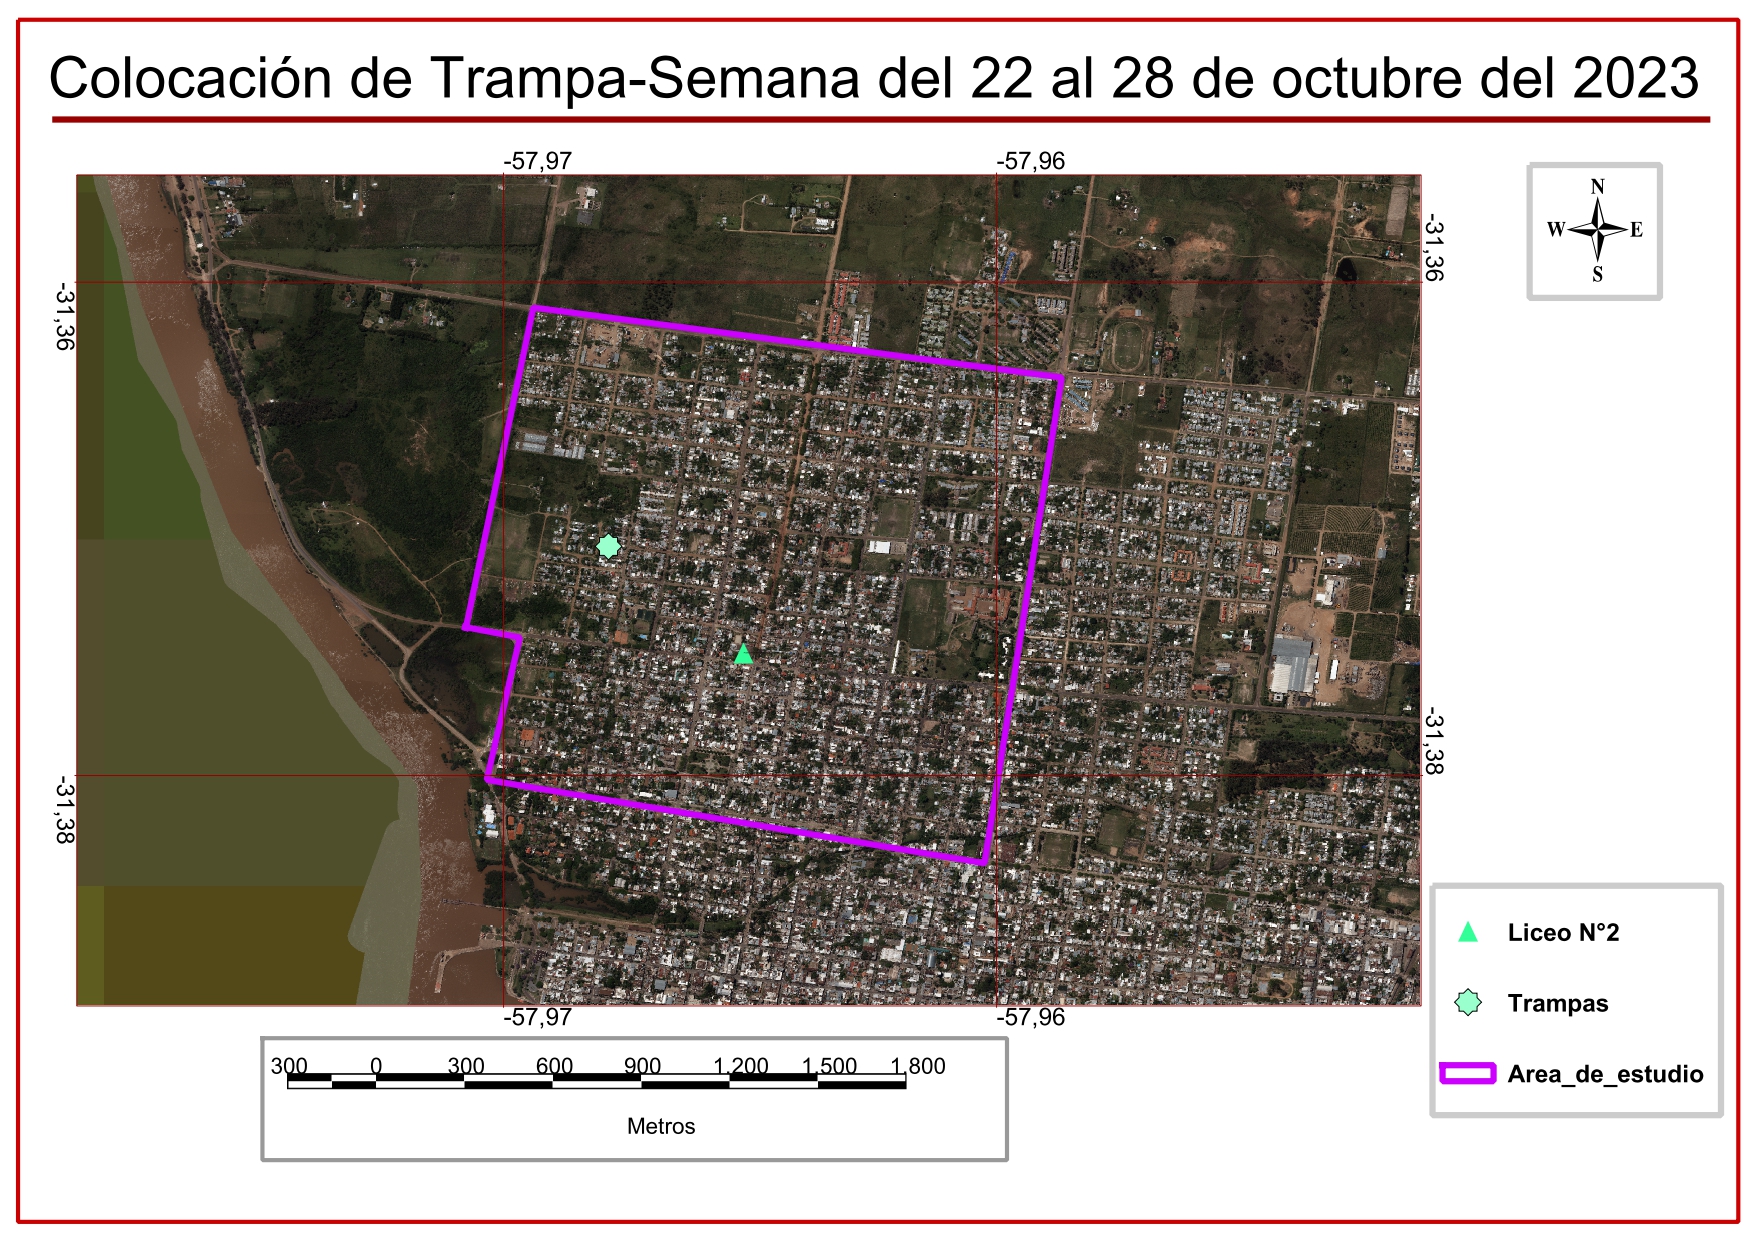 Colocación de Trampa-Semana del 22 al 28 de octubre del 2023
-57,97
-57,96
N
W
E
S
-31,36
-31,36
-31,38
-31,38
-57,97
-57,96
300 0 300 600 900 1.200 1.500 1.800
Metros
Liceo N°2
Trampas
Area_de_estudio